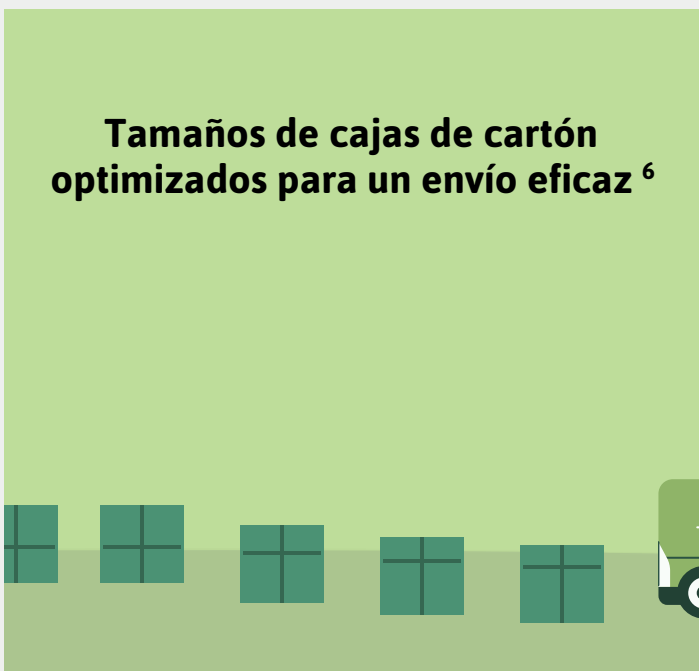 Tamaños de cajas de cartón
optimizados para un envío eficaz ⁶